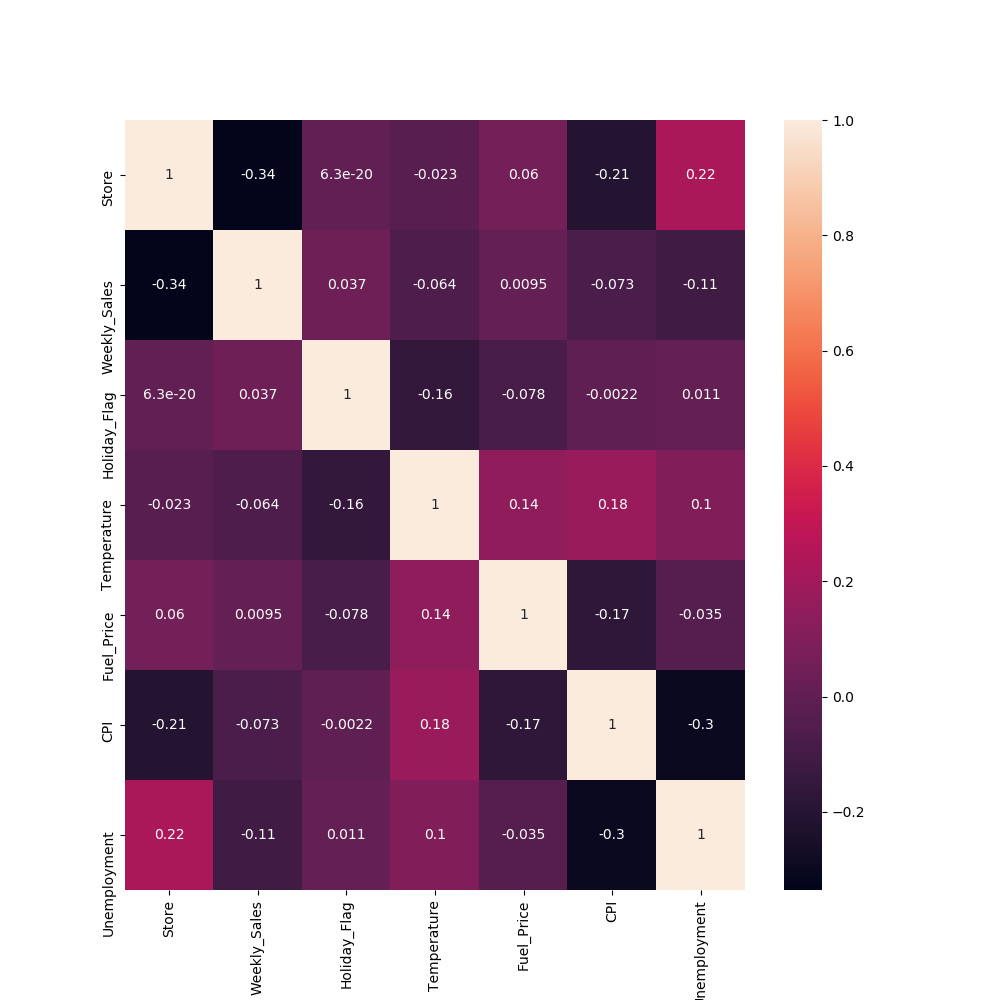 Store 1 -0.34 6.3e-20 -0.023 0.06 -0.21 0.22
Weekly_Sales -0.34 1 0.037 -0.064 0.0095 -0.073 -0.11
Holiday_Flag 6.3e-20 0.037 1 -0.16 -0.078 -0.0022 0.011
Temperature -0.023 -0.064 -0.16 1 0.14 0.18 0.1
Fuel_Price 0.06 0.0095 -0.078 0.14 1 -0.17 -0.035
CPI -0.21 -0.073 -0.0022 0.18 -0.17 1 -0.3
Unemployment 0.22 -0.11 0.011 0.1 -0.035 -0.3 1
Store Weekly_Sales Holiday_Flag Temperature Fuel_Price CPI Unemployment
1.0
0.8
0.6
0.4
0.2
0.0
−0.2